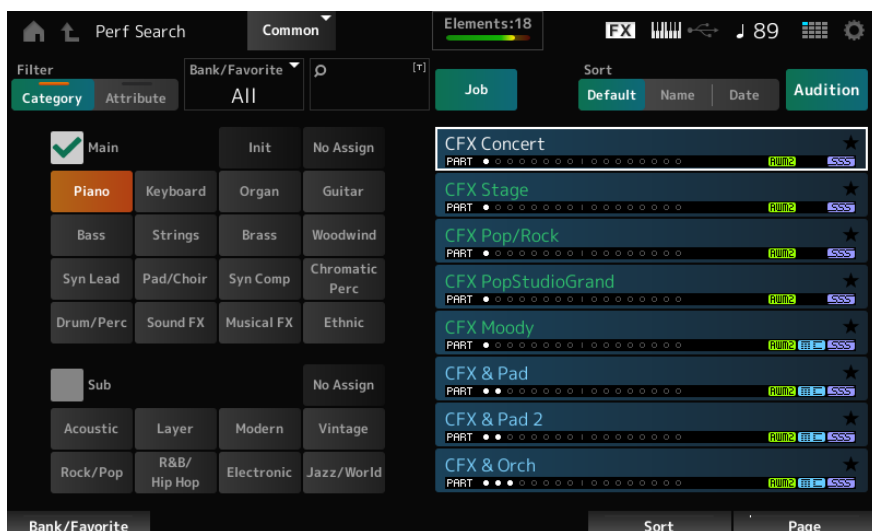 Perf Search
Common
Elements:18
FX
♩ 89
Filter
Category
Attribute
Bank/Favorite
All
[T]
Job
Sort
Default
Name
Date
Audition
Main
Init
No Assign
Piano
Keyboard
Organ
Guitar
Bass
Strings
Brass
Woodwind
Syn Lead
Pad/Choir
Syn Comp
Chromatic
Perc
Drum/Perc
Sound FX
Musical FX
Ethnic
Sub
No Assign
Acoustic
Layer
Modern
Vintage
Rock/Pop
R&B/
Hip Hop
Electronic
Jazz/World
CFX Concert
PART
AWM2
SSS
CFX Stage
PART
AWM2
SSS
CFX Pop/Rock
PART
AWM2
SSS
CFX PopStudioGrand
PART
AWM2
SSS
CFX Moody
PART
AWM2
SSS
CFX & Pad
PART
AWM2
SSS
CFX & Pad 2
PART
AWM2
SSS
CFX & Orch
PART
AWM2
SSS
Bank/Favorite
Sort
Page